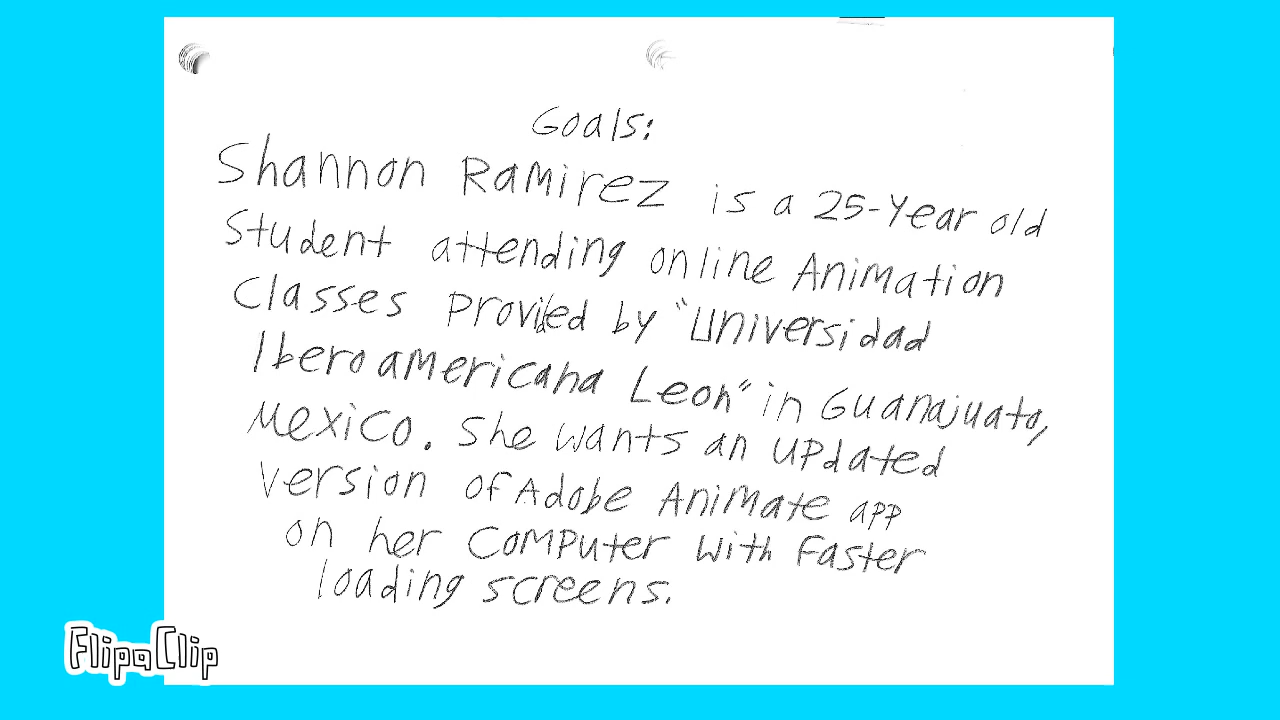 Goals:
Shannon Ramirez is a 25-Year old
Student attending online Animation
Classes provided by "Universidad
Iberoamericana Leon" in Guanajuato,
Mexico. She wants an updated
version of Adobe Animate app
on her computer with Faster
loading screens.
FlipaClip